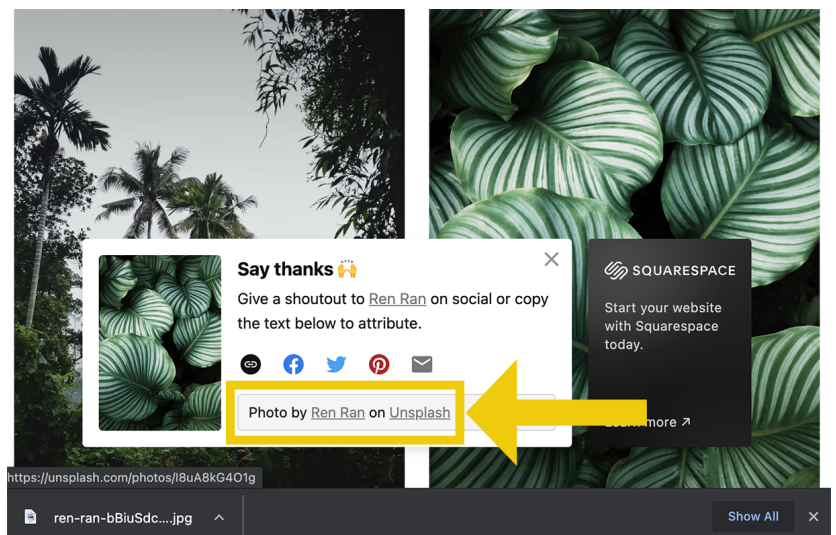 Say thanks 🙌
Give a shoutout to Ren Ran on social or copy
the text below to attribute.
Photo by Ren Ran on Unsplash
SQUARESPACE
Start your website
with Squarespace
today.
more ↗
https://unsplash.com/photos/I8uA8kG4O1g
ren-ran-bBiuSdc....jpg
Show All